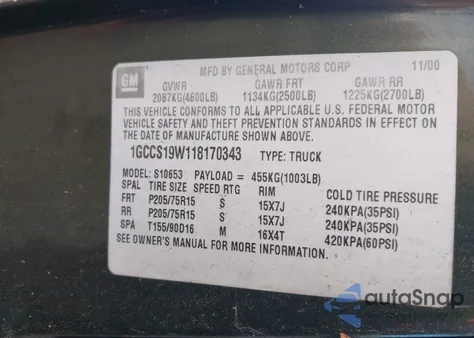 GM
MFD BY GENERAL MOTORS CORP 11/00
GVWR GAWR FRT GAWR RR
2087KG(4600LB) 1134KG(2500LB) 1225KG(2700LB)
THIS VEHICLE CONFORMS TO ALL APPLICABLE U.S. FEDERAL MOTOR
VEHICLE SAFETY AND THEFT PREVENTION STANDARDS IN EFFECT ON
THE DATE OF MANUFACTURE SHOWN ABOVE.
1GCCS19W118170343 TYPE: TRUCK
MODEL: S10653 PAYLOAD = 455KG(1003LB)
SPAL TIRE SIZE SPEED RTG RIM COLD TIRE PRESSURE
FRT P205/75R15 S 15X7J 240KPA(35PSI)
RR P205/75R15 S 15X7J 240KPA(35PSI)
SPA T155/90D16 M 16X4T 420KPA(60PSI)
SEE OWNER'S MANUAL FOR MORE INFORMATION.
autoSnap